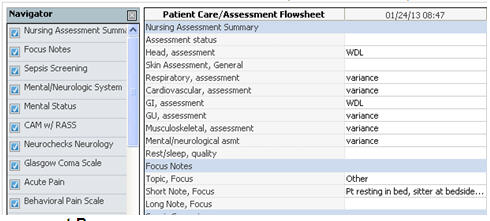 Navigator
Nursing Assessment Summa
Focus Notes
Sepsis Screening
Mental/Neurologic System
Mental Status
CAM w/ RASS
Neurochecks Neurology
Glasgow Coma Scale
Acute Pain
Behavioral Pain Scale
Patient Care/Assessment Flowsheet 01/24/13 08:47
Nursing Assessment Summary
Assessment status
Head, assessment WDL
Skin Assessment, General
Respiratory, assessment variance
Cardiovascular, assessment variance
GI, assessment WDL
GU, assessment variance
Musculoskeletal, assessment variance
Mental/neurological asmt variance
Rest/sleep, quality
Focus Notes
Topic, Focus Other
Short Note, Focus Pt resting in bed, sitter at bedside...
Long Note, Focus